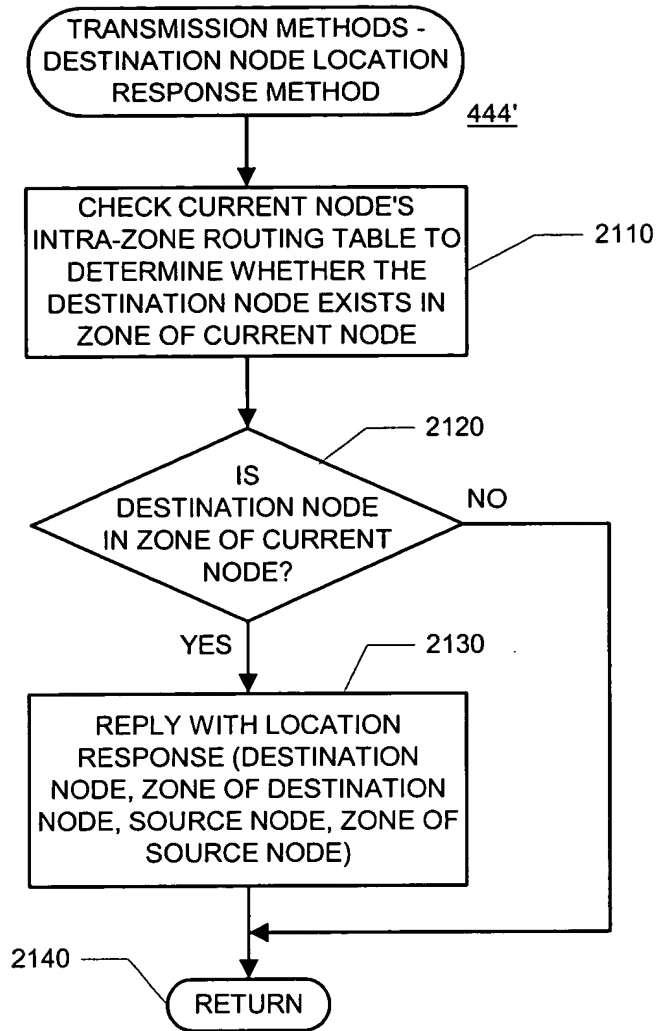 TRANSMISSION METHODS -
DESTINATION NODE LOCATION
RESPONSE METHOD
444'
CHECK CURRENT NODE'S
INTRA-ZONE ROUTING TABLE TO
DETERMINE WHETHER THE
DESTINATION NODE EXISTS IN
ZONE OF CURRENT NODE
2110
2120
IS
DESTINATION NODE
IN ZONE OF CURRENT
NODE?
NO
YES
2130
REPLY WITH LOCATION
RESPONSE (DESTINATION
NODE, ZONE OF DESTINATION
NODE, SOURCE NODE, ZONE OF
SOURCE NODE)
2140
RETURN